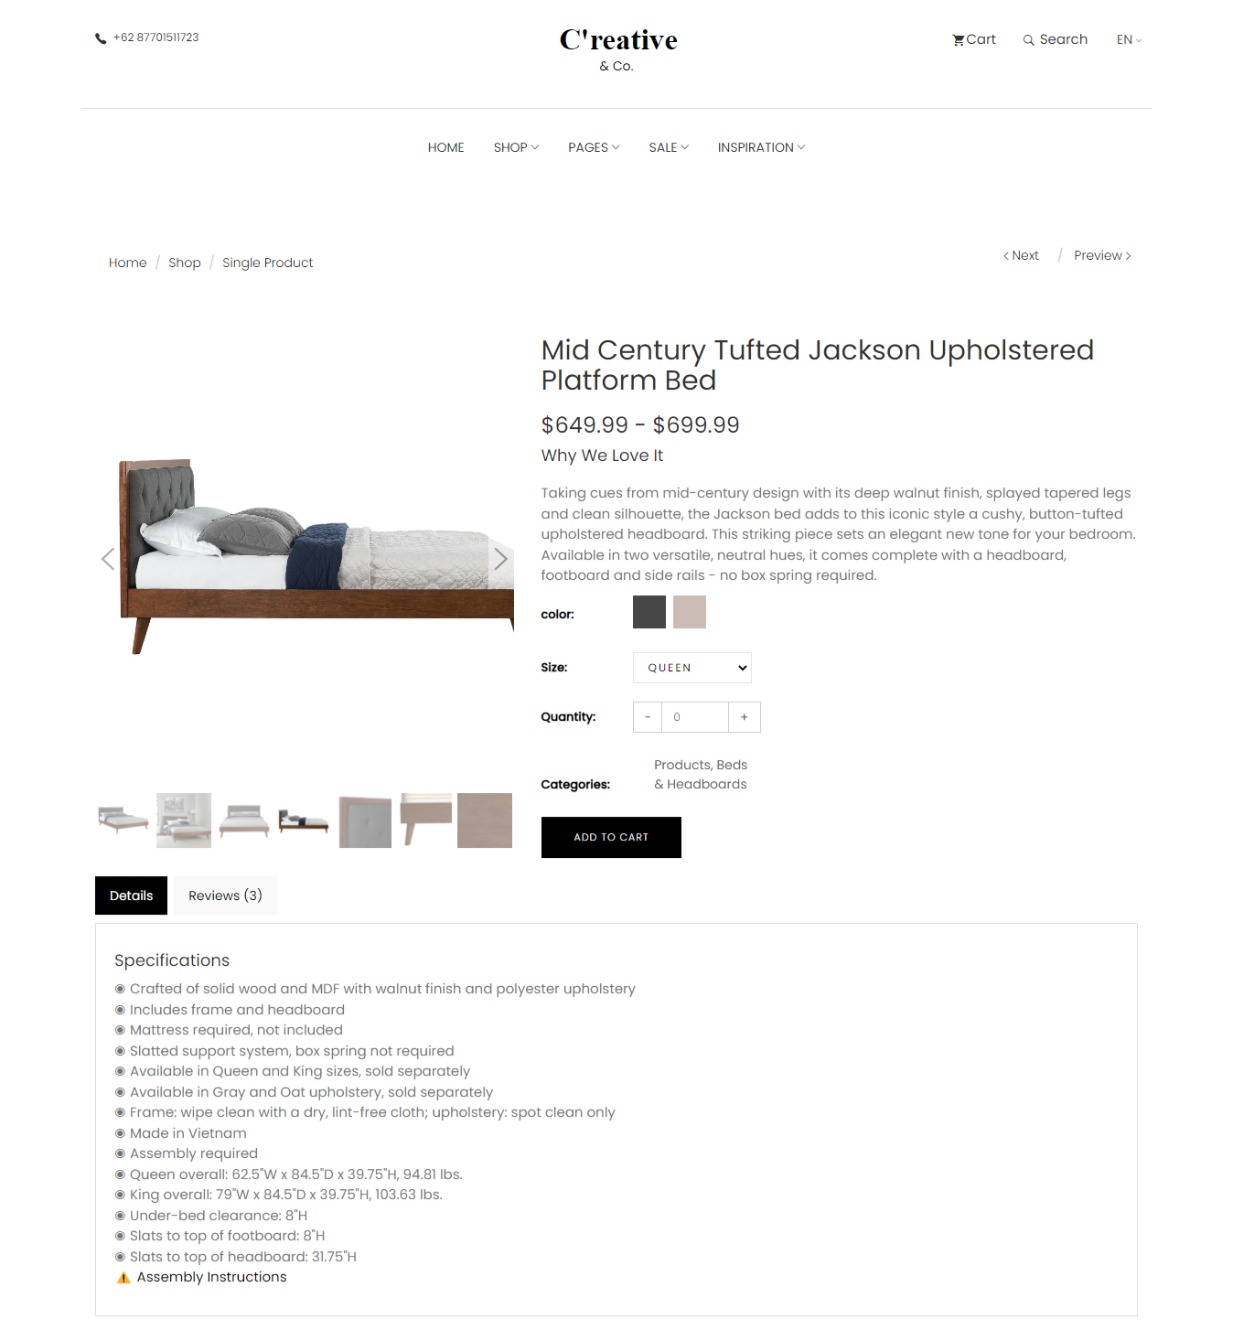 +62 87701511723
C'reative
& Co.
Cart
Search
EN
HOME
SHOP
PAGES
SALE
INSPIRATION
Home / Shop / Single Product
Next / Preview
Mid Century Tufted Jackson Upholstered
Platform Bed
$649.99 - $699.99
Why We Love It
Taking cues from mid-century design with its deep walnut finish, splayed tapered legs
and clean silhouette, the Jackson bed adds to this iconic style a cushy, button-tufted
upholstered headboard. This striking piece sets an elegant new tone for your bedroom.
Available in two versatile, neutral hues, it comes complete with a headboard,
footboard and side rails - no box spring required.
color:
Size: QUEEN
Quantity: - 0 +
Products, Beds
Categories: & Headboards
ADD TO CART
Details
Reviews (3)
Specifications
◉ Crafted of solid wood and MDF with walnut finish and polyester upholstery
◉ Includes frame and headboard
◉ Mattress required, not included
◉ Slatted support system, box spring not required
◉ Available in Queen and King sizes, sold separately
◉ Available in Gray and Oat upholstery, sold separately
◉ Frame: wipe clean with a dry, lint-free cloth; upholstery: spot clean only
◉ Made in Vietnam
◉ Assembly required
◉ Queen overall: 62.5"W x 84.5"D x 39.75"H, 94.81 lbs.
◉ King overall: 79"W x 84.5"D x 39.75"H, 103.63 lbs.
◉ Under-bed clearance: 8"H
◉ Slats to top of footboard: 8"H
◉ Slats to top of headboard: 31.75"H
⚠️ Assembly Instructions